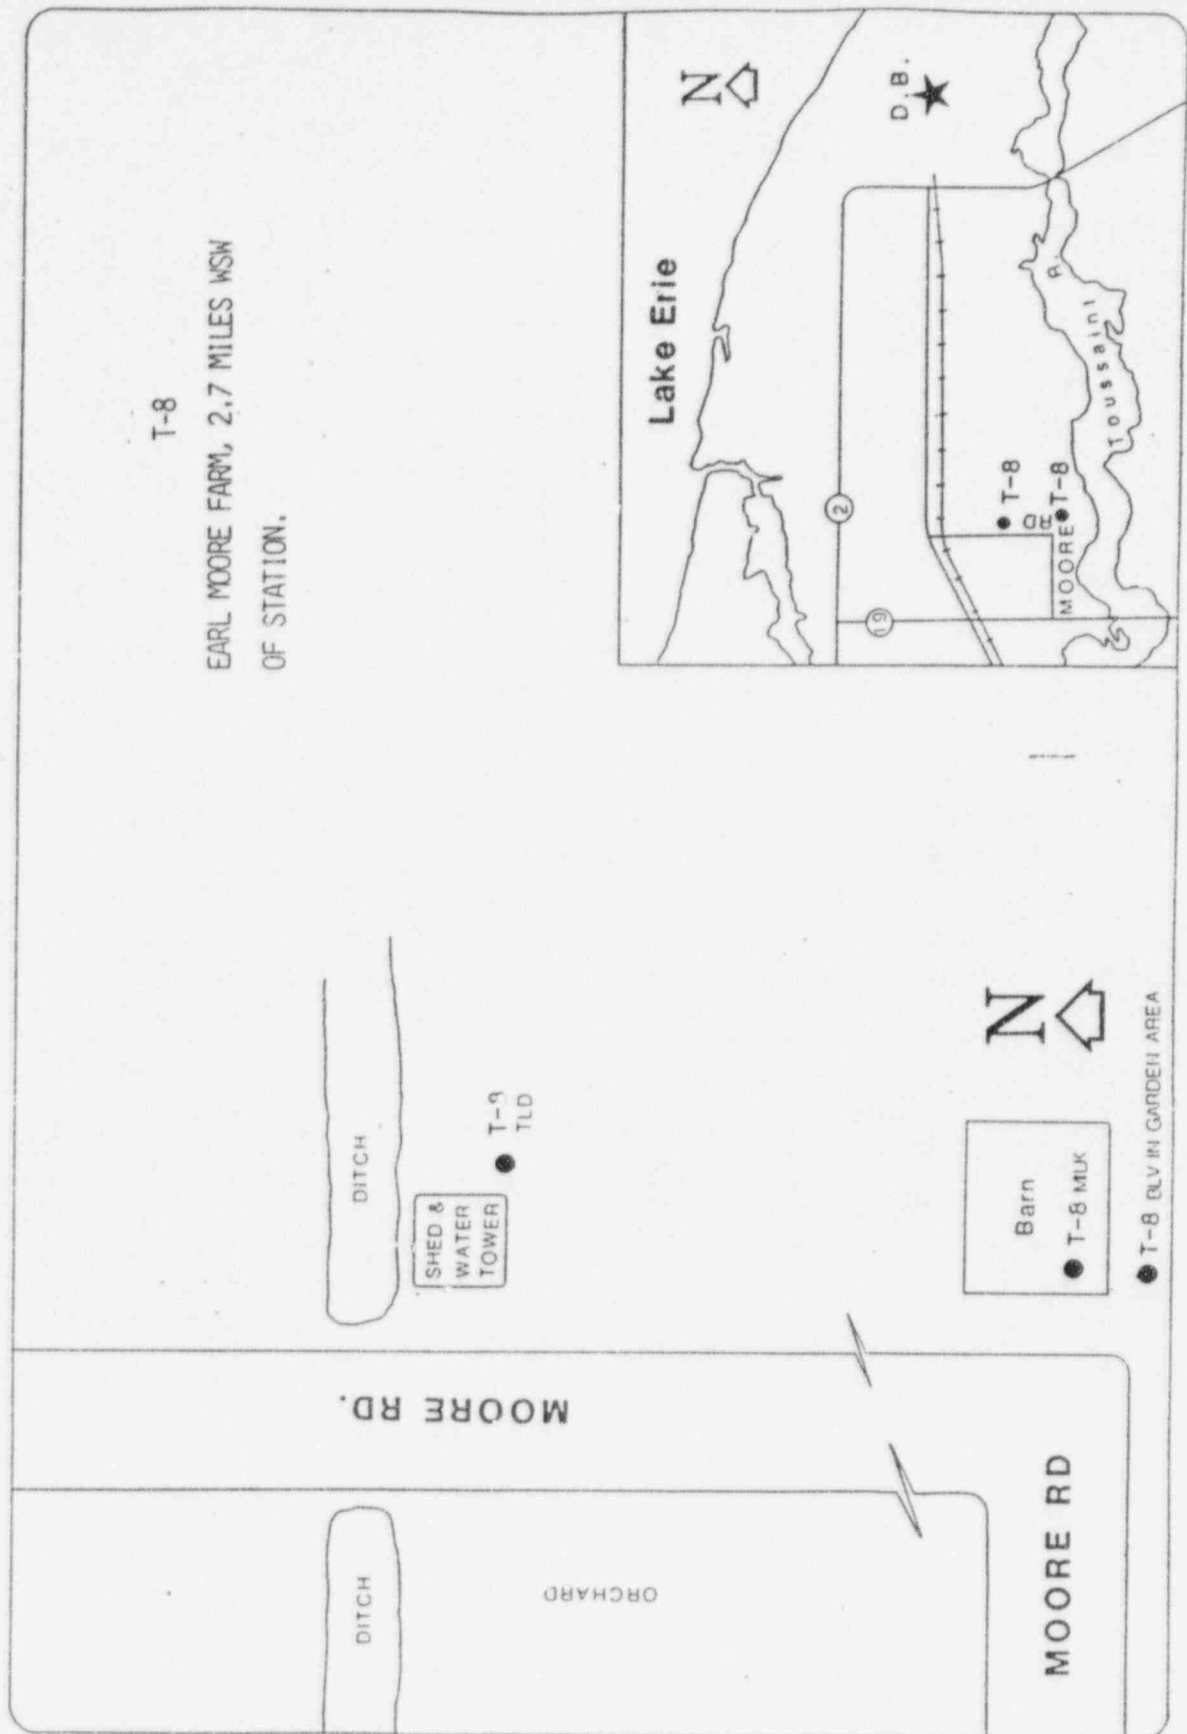 T-8
EARL MOORE FARM, 2.7 MILES WSW
OF STATION.
DITCH
SHED &
WATER
TOWER
T-9
TLD
MOORE RD.
DITCH
ORCHARD
MOORE RD
Barn
T-8 MLK
T-8 BLV IN GARDEN AREA
N
Lake Erie
N
D.B.
2
19
T-8
RD
MOORE
T-8
Toussaint R.